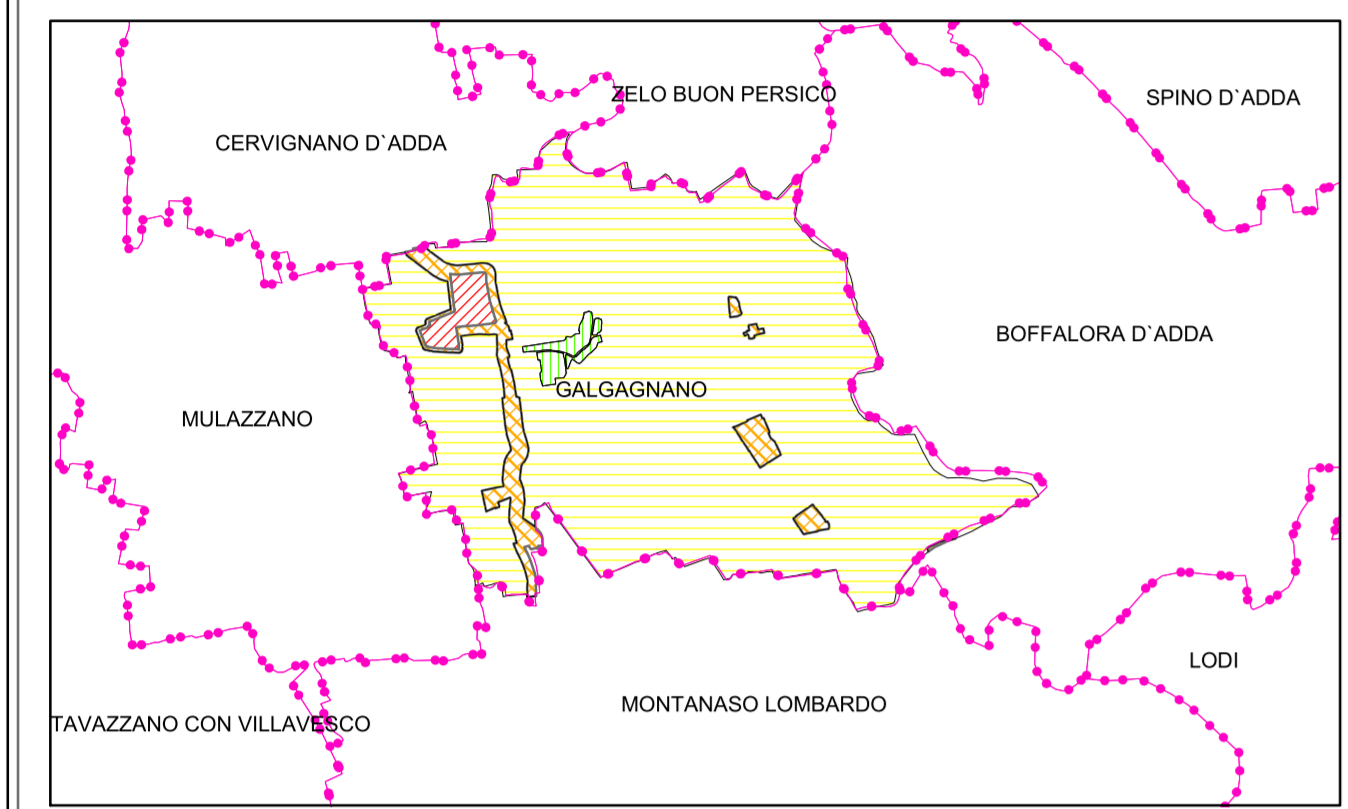 ZELO BUON PERSICO
SPINO D`ADDA
CERVIGNANO D`ADDA
BOFFALORA D`ADDA
GALGAGNANO
MULAZZANO
LODI
MONTANASO LOMBARDO
TAVAZZANO CON VILLAVESCO